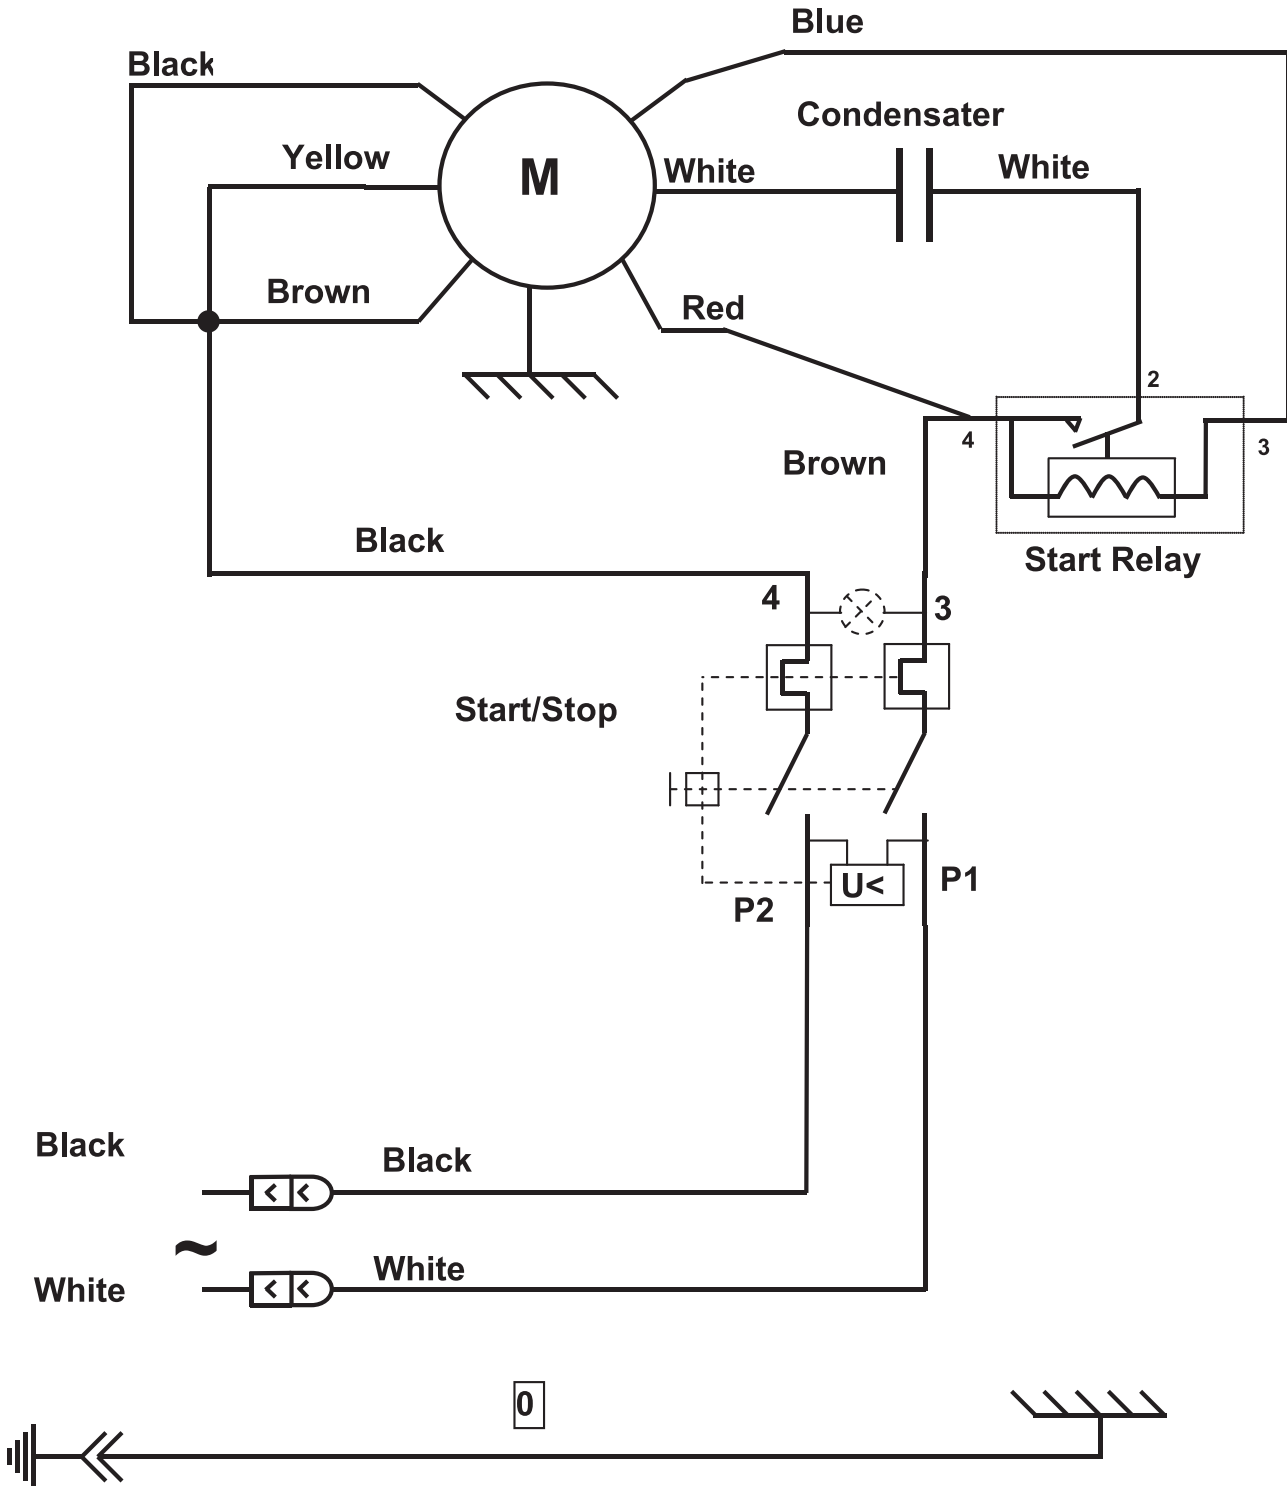 Blue
Black
Condensater
Yellow
M
White
White
Brown
Red
2
4
3
Brown
Black
Start Relay
4
3
Start/Stop
U<
P1
P2
Black
Black
~
White
White
0